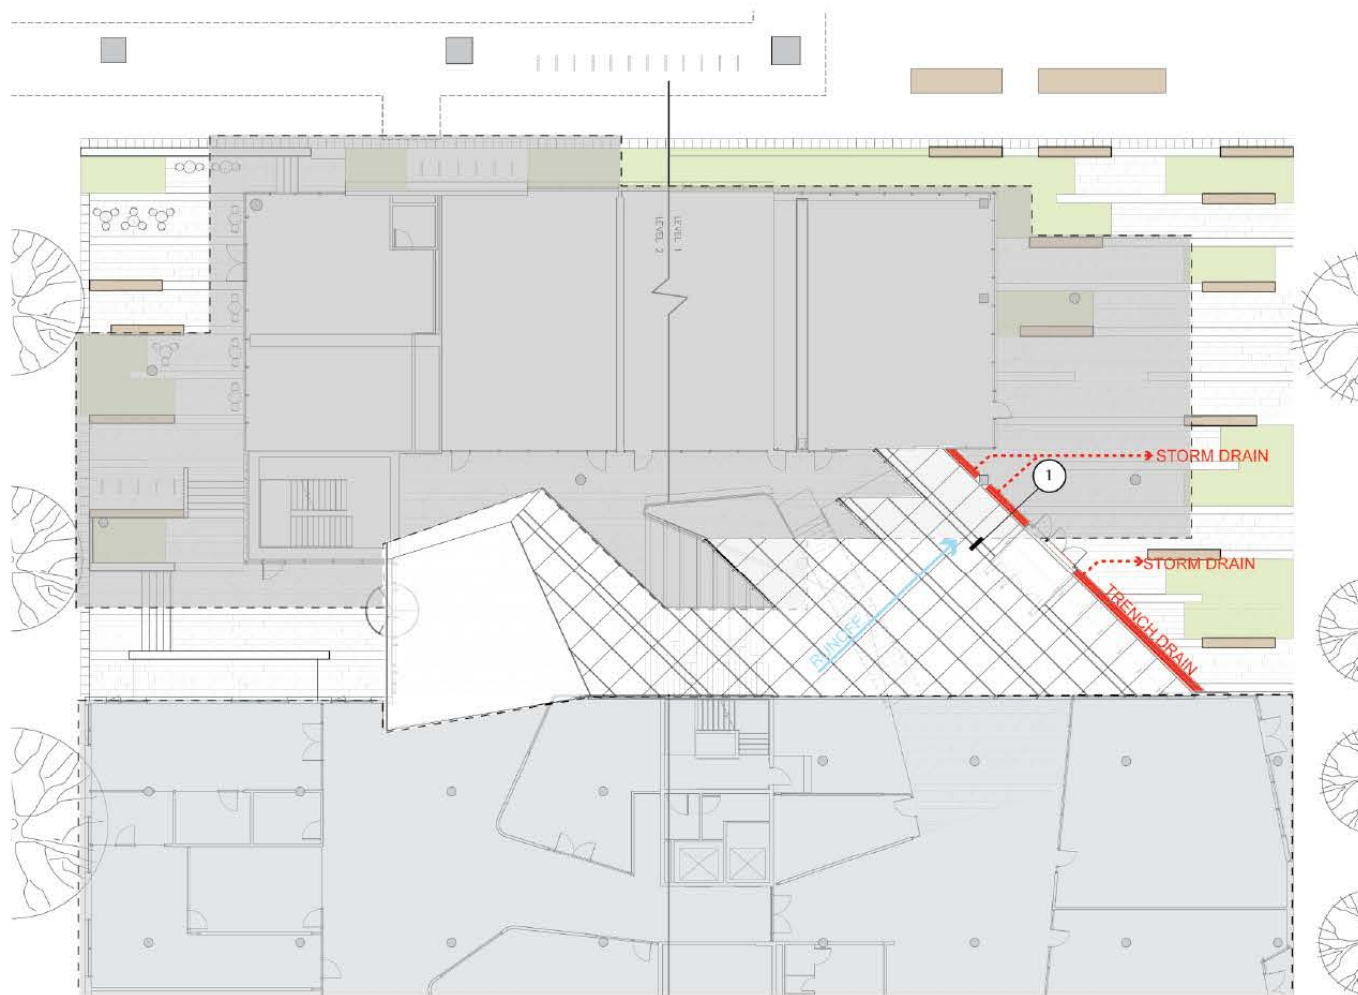 LEVEL 2
LEVEL 1
STORM DRAIN
1
STORM DRAIN
RUNOFF
TRENCH DRAIN